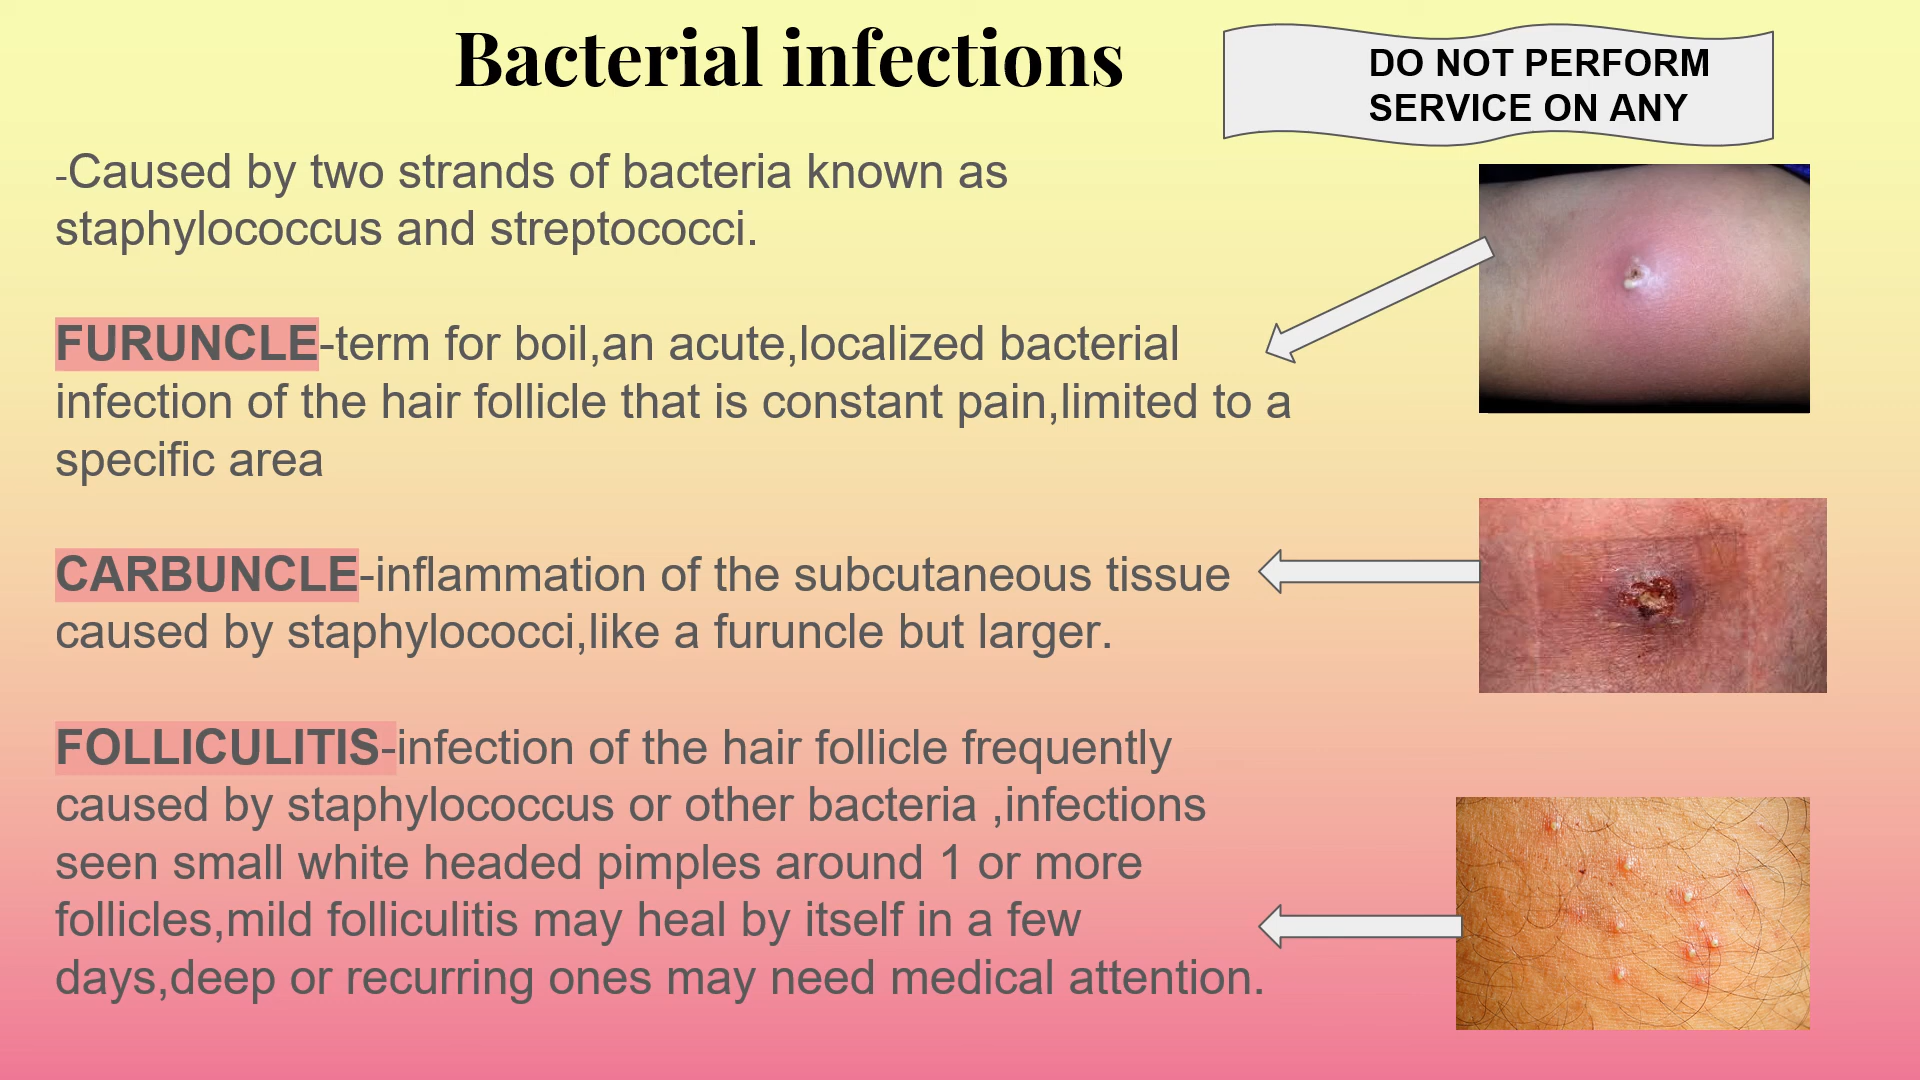 Bacterial infections
DO NOT PERFORM
SERVICE ON ANY
-Caused by two strands of bacteria known as
staphylococcus and streptococci.
FURUNCLE-term for boil,an acute,localized bacterial
infection of the hair follicle that is constant pain,limited to a
specific area
CARBUNCLE-inflammation of the subcutaneous tissue
caused by staphylococci,like a furuncle but larger.
FOLLICULITIS-infection of the hair follicle frequently
caused by staphylococcus or other bacteria ,infections
seen small white headed pimples around 1 or more
follicles,mild folliculitis may heal by itself in a few
days,deep or recurring ones may need medical attention.